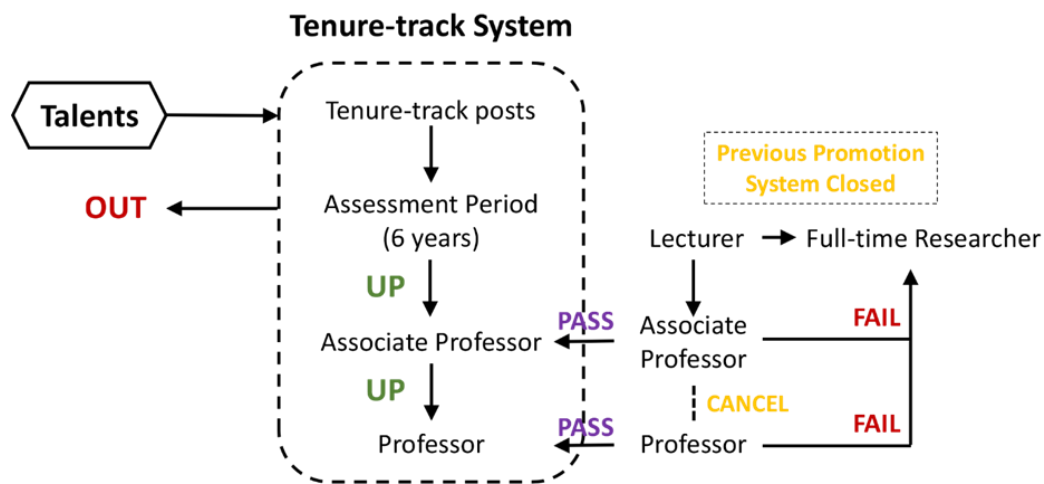 Tenure-track System
Talents
Tenure-track posts
Previous Promotion
System Closed
OUT
Assessment Period
(6 years)
Lecturer
Full-time Researcher
UP
PASS
Associate
Professor
FAIL
Associate Professor
UP
CANCEL
PASS
FAIL
Professor
Professor